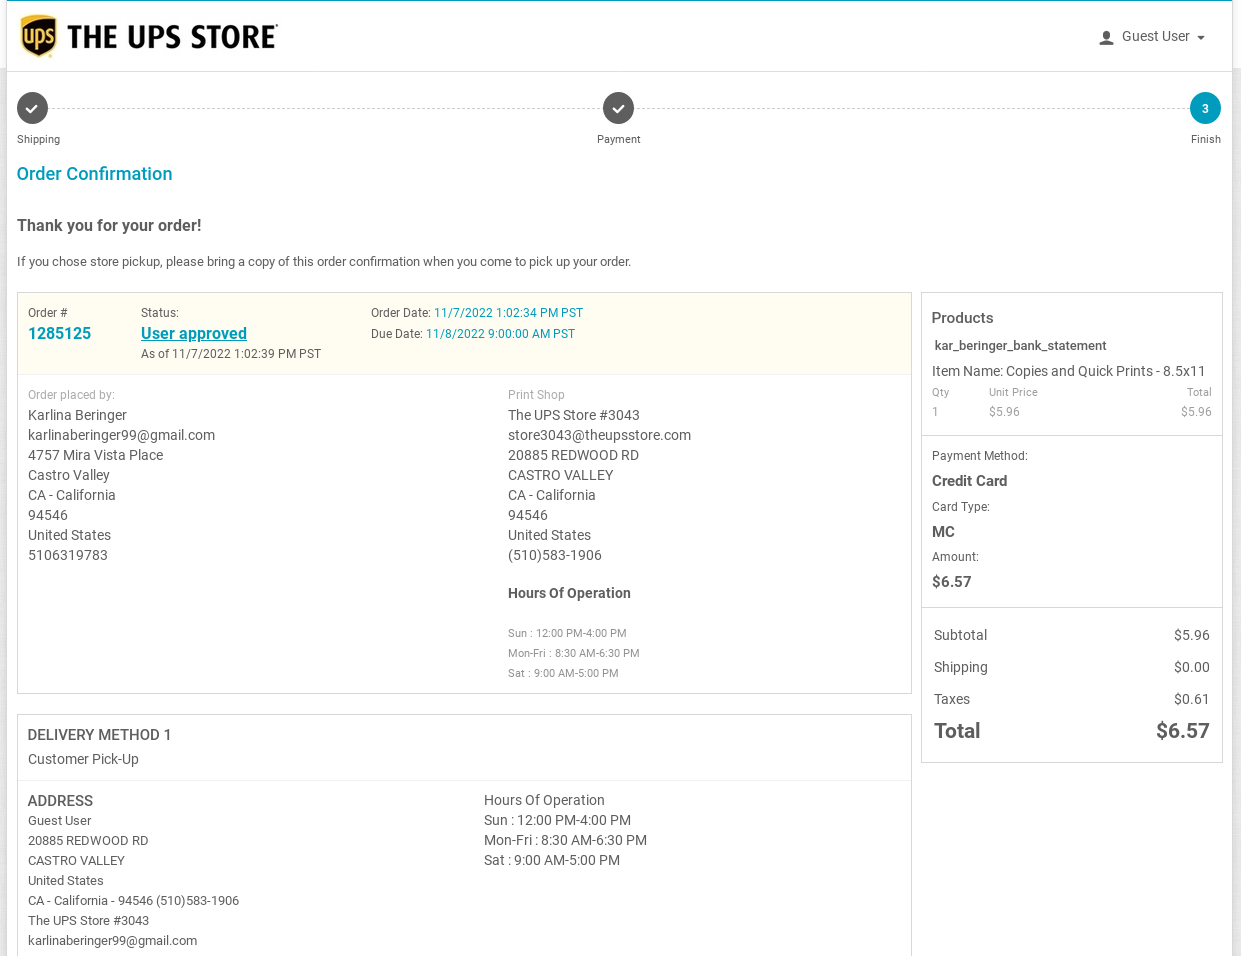 ups THE UPS STORE
Guest User
3
Shipping
Payment
Finish
Order Confirmation
Thank you for your order!
If you chose store pickup, please bring a copy of this order confirmation when you come to pick up your order.
Order #
1285125
Status:
User approved
As of 11/7/2022 1:02:39 PM PST
Order Date: 11/7/2022 1:02:34 PM PST
Due Date: 11/8/2022 9:00:00 AM PST
Order placed by:
Karlina Beringer
karlinaberinger99@gmail.com
4757 Mira Vista Place
Castro Valley
CA - California
94546
United States
5106319783
Print Shop
The UPS Store #3043
store3043@theupsstore.com
20885 REDWOOD RD
CASTRO VALLEY
CA - California
94546
United States
(510)583-1906
Hours Of Operation
Sun : 12:00 PM-4:00 PM
Mon-Fri : 8:30 AM-6:30 PM
Sat : 9:00 AM-5:00 PM
DELIVERY METHOD 1
Customer Pick-Up
ADDRESS
Guest User
20885 REDWOOD RD
CASTRO VALLEY
United States
CA - California - 94546 (510)583-1906
The UPS Store #3043
karlinaberinger99@gmail.com
Hours Of Operation
Sun : 12:00 PM-4:00 PM
Mon-Fri : 8:30 AM-6:30 PM
Sat : 9:00 AM-5:00 PM
Products
kar_beringer_bank_statement
Item Name: Copies and Quick Prints - 8.5x11
Qty Unit Price Total
1 $5.96 $5.96
Payment Method:
Credit Card
Card Type:
MC
Amount:
$6.57
Subtotal $5.96
Shipping $0.00
Taxes $0.61
Total $6.57